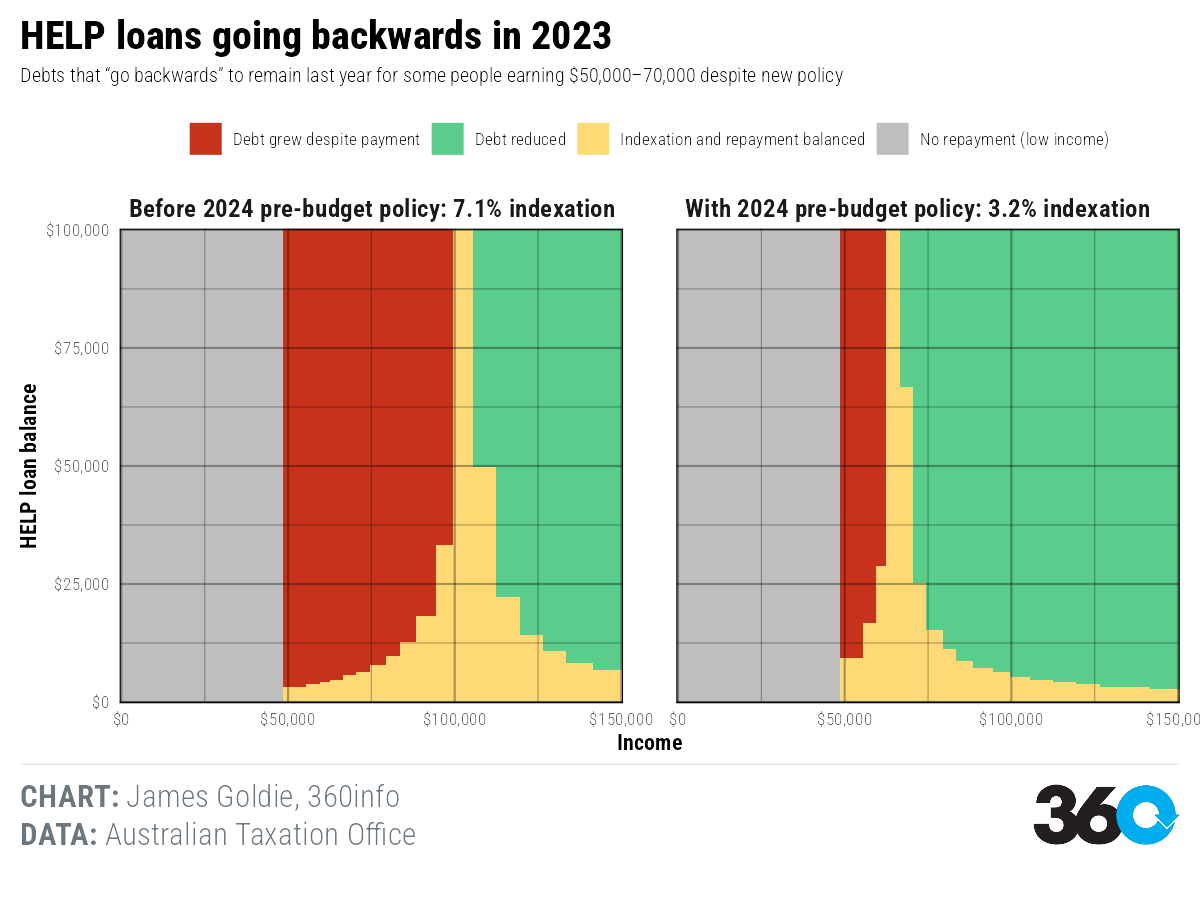 HELP loans going backwards in 2023
Debts that “go backwards” to remain last year for some people earning $50,000–70,000 despite new policy
Debt grew despite payment
Debt reduced
Indexation and repayment balanced
No repayment (low income)
Before 2024 pre-budget policy: 7.1% indexation
With 2024 pre-budget policy: 3.2% indexation
HELP loan balance
$100,000
$75,000
$50,000
$25,000
$0
$0 $50,000 $100,000 $150,000
$0 $50,000 $100,000 $150,0
Income
CHART: James Goldie, 360info
DATA: Australian Taxation Office
360